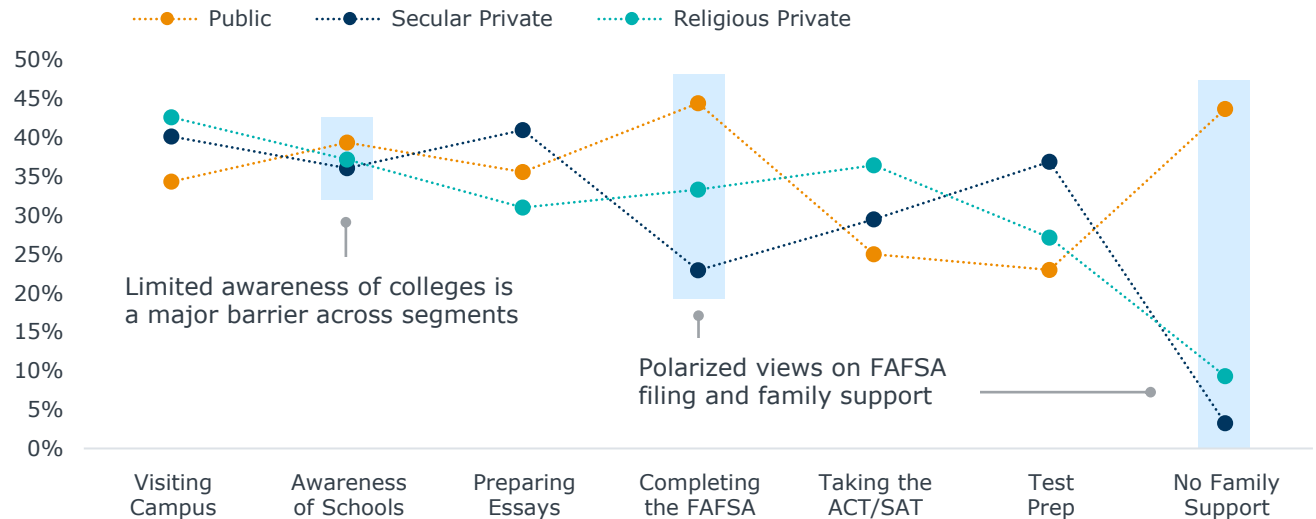 Public
Secular Private
Religious Private
50%
45%
40%
35%
30%
25%
20%
15%
10%
5%
0%
Limited awareness of colleges is
a major barrier across segments
Polarized views on FAFSA
filing and family support
Visiting
Campus
Awareness
of Schools
Preparing
Essays
Completing
the FAFSA
Taking the
ACT/SAT
Test
Prep
No Family
Support